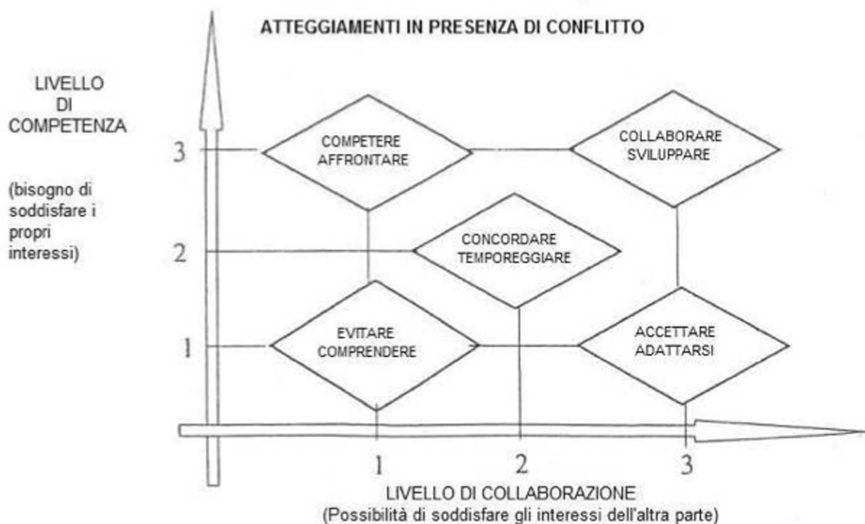 ATTEGGIAMENTI IN PRESENZA DI CONFLITTO
LIVELLO
DI
COMPETENZA
(bisogno di
soddisfare i
propri
interessi)
3
COMPETERE
AFFRONTARE
COLLABORARE
SVILUPPARE
2
CONCORDARE
TEMPOREGGIARE
1
EVITARE
COMPRENDERE
ACCETTARE
ADATTARSI
1
2
3
LIVELLO DI COLLABORAZIONE
(Possibilità di soddisfare gli interessi dell'altra parte)